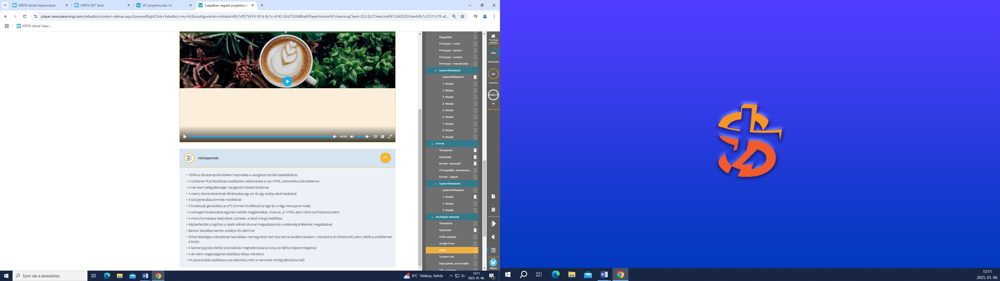 KRÉTA Iskolai Alaprendszer
KRÉTA DKT Tanár
IKT projektmunka I-II.
Csapatban végzett projektmun
player.nexiuslearning.com/defaultui/modern-deliver.aspx?preventRightClick=False&cc=hu-HU&configuration=InitiatorId%7cff375419-3f1d-8c1c-d142-65d7220486a0!PlayerVersion%7clearningClient-20.2.8.2!TimeLimit%7c342025!UserId%7c31311c78-af...
KRÉTA Iskolai Alapr...
-00:05
Vázlatpontok
• 100%-os Bootstrap-tárolóelem használata a navigációs terület kialakításához
• A container-fluid Bootstrap-osztályelem alkalmazása a nav HTML szemantikus tárolóelemre
• A nav elem jellegzetessége: navigációs linkeket tartalmaz
• A menü rácsrendszerének létrehozása egy sor és egy oszlop alkalmazásával
• A kód generálása Emmet-rövidítéssel
• 5 hivatkozás generálása az a*5 Emmet-rövidítéssel (a logó és a négy menüpont miatt)
• A szöveges hivatkozások egymás melletti megjelenítése, mivel az „a” HTML-elem inline (sorfolytonos) elem
• A menü formázása: betűméret, színezés, a belső margó beállítása
• Képbeillesztés a logóhoz a relatív elérési útvonal megadásával és a szélesség értékének megadásával
• Banner készítése banner osztályú div elemmel
• Ehhez felesleges a Bootstrap használata, mert egyrészt nem lesz benne további tartalom, másrészt a div blokkszintű elem, kitölti a szülőelemet,
a bodyt
• A banner.jpg kép elérési útvonalának meghatározása (a lucky.css fájlhoz képest megadva)
• A div elem magasságának beállítása 400px méretűre
• Fix pozicionálás beállítása a nav elemhez (mert a menünek mindig látszódnia kell)
Képgyűjtés
Prototype – menü
Prototype – banner
Prototype – content
Prototype – interaktivitás
Gyakorlófeladatok
Gyakorlófeladatok
1. feladat
2. feladat
3. feladat
4. feladat
5. feladat
6. feladat
7. feladat
8. feladat
9. feladat
Emmet
Témakörök
Nyitóoldal
Emmet – bevezető
CSS-kijelölők, -kombinátor...
Emmet – alapok
Gyakorlófeladatok
Gyakorlófeladatok
1. feladat
2. feladat
3. feladat
Kávéfajták weboldal
Témakörök
Nyitóoldal
HTML-alapkód
Google Fonts
Fejléc
Tartalmi rész
Napi ajánlat, pozicionálás
SVG, színcsere
Tananyag
bezárása
26%
Előrehaladás
0%
Eredmény
5698:27
Idő
Menü
Írjon ide a kereséshez
8°C Többny. felhős
13:11
2025. 01. 06.
1
13:11
2025. 01. 06.